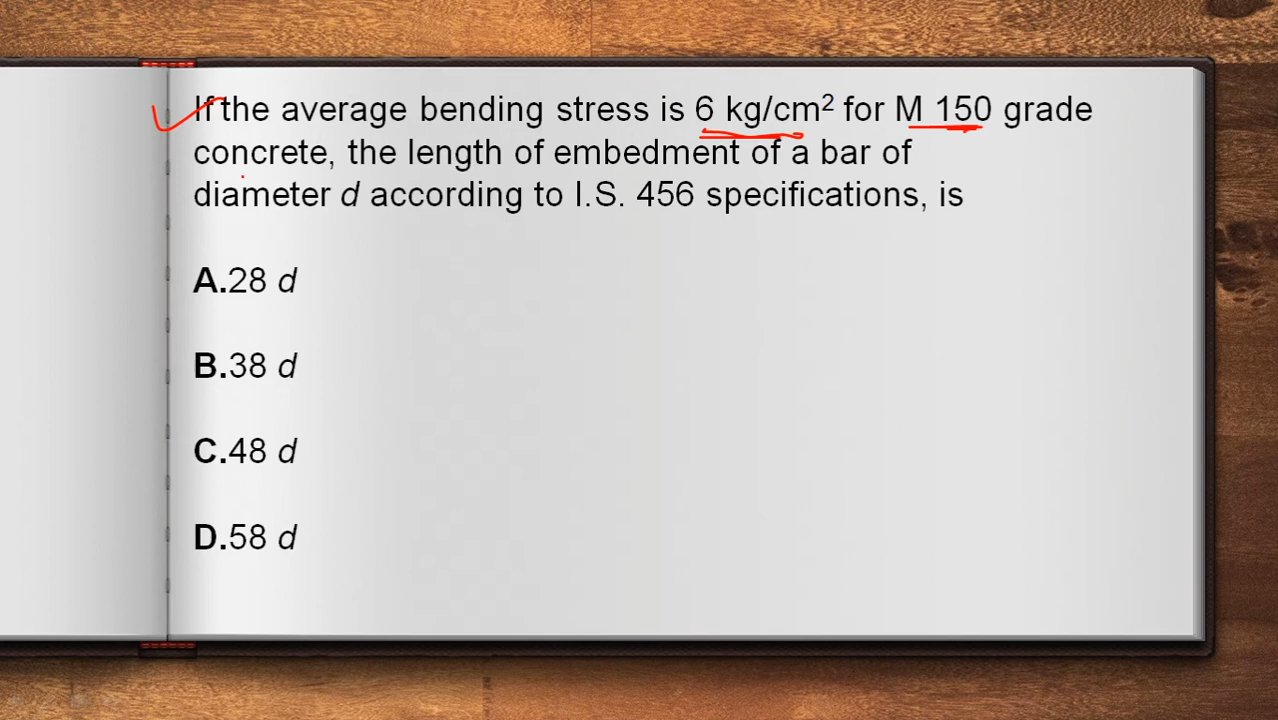 If the average bending stress is 6 kg/cm² for M 150 grade
concrete, the length of embedment of a bar of
diameter d according to I.S. 456 specifications, is
A.28 d
B.38 d
C.48 d
D.58 d